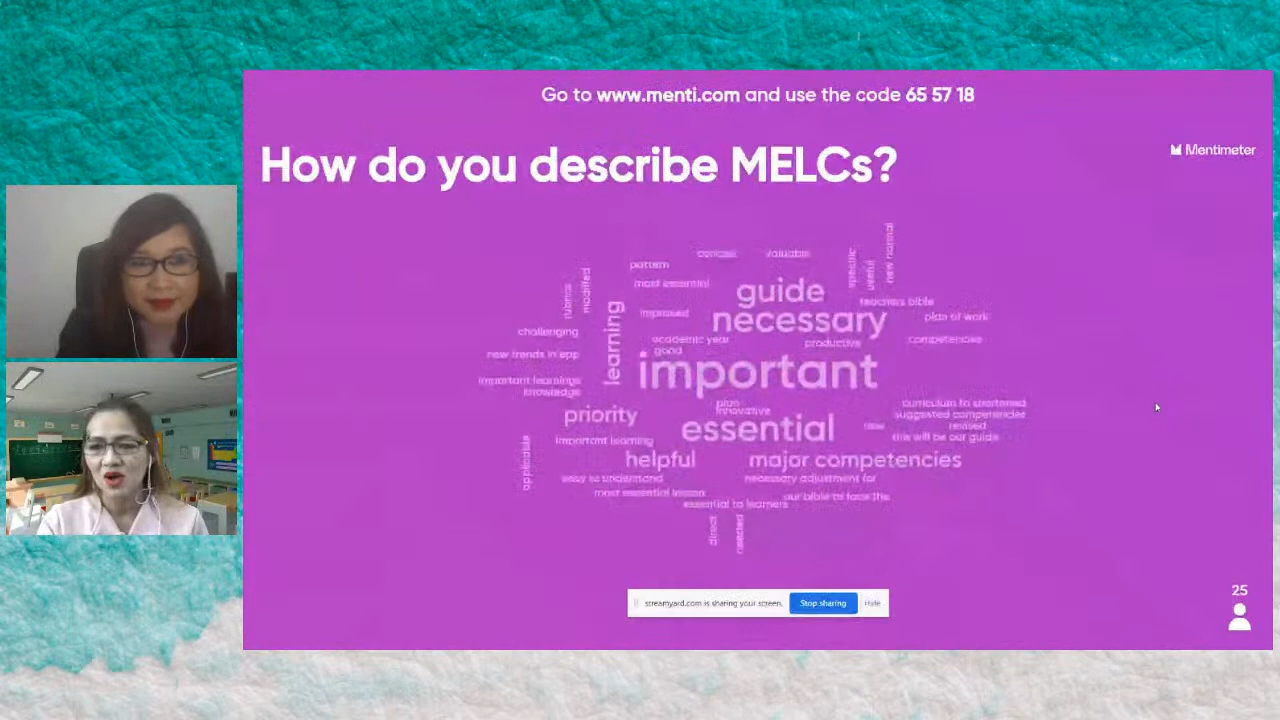 Go to www.menti.com and use the code 65 57 18
How do you describe MELCs?
Mentimeter
concise
valuable
specific
useful
new normal
pattern
most essential
guide
teachers bible
rubrics
modified
learning
improved
necessary
plan of work
challenging
academic year
productive
competencies
good
new trends in epp
important
important learnings
knowledge
plan
innovative
curriculum to shortened
suggested competencies
priority
essential
new
revised
this will be our guide
important learning
applicable
helpful
major competencies
easy to understand
necessary adjustment for
most essential lesson
our bible to face the
essential to learners
direct
needed
streamyard.com is sharing your screen.
Stop sharing
Hide
25